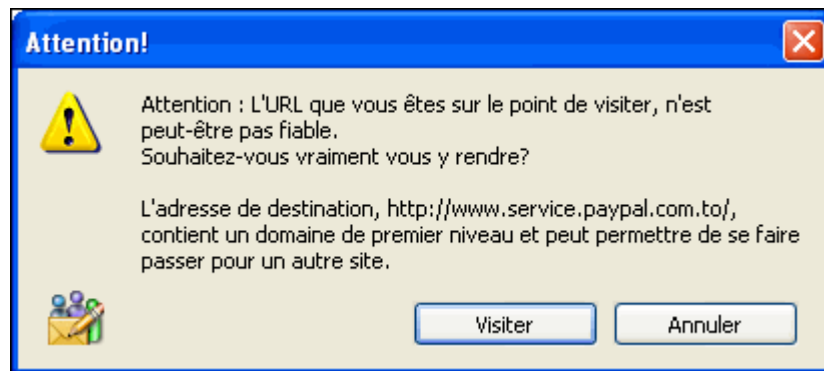 Attention!
Attention : L'URL que vous êtes sur le point de visiter, n'est
peut-être pas fiable.
Souhaitez-vous vraiment vous y rendre?
L'adresse de destination, http://www.service.paypal.com.to/,
contient un domaine de premier niveau et peut permettre de se faire
passer pour un autre site.
Visiter
Annuler